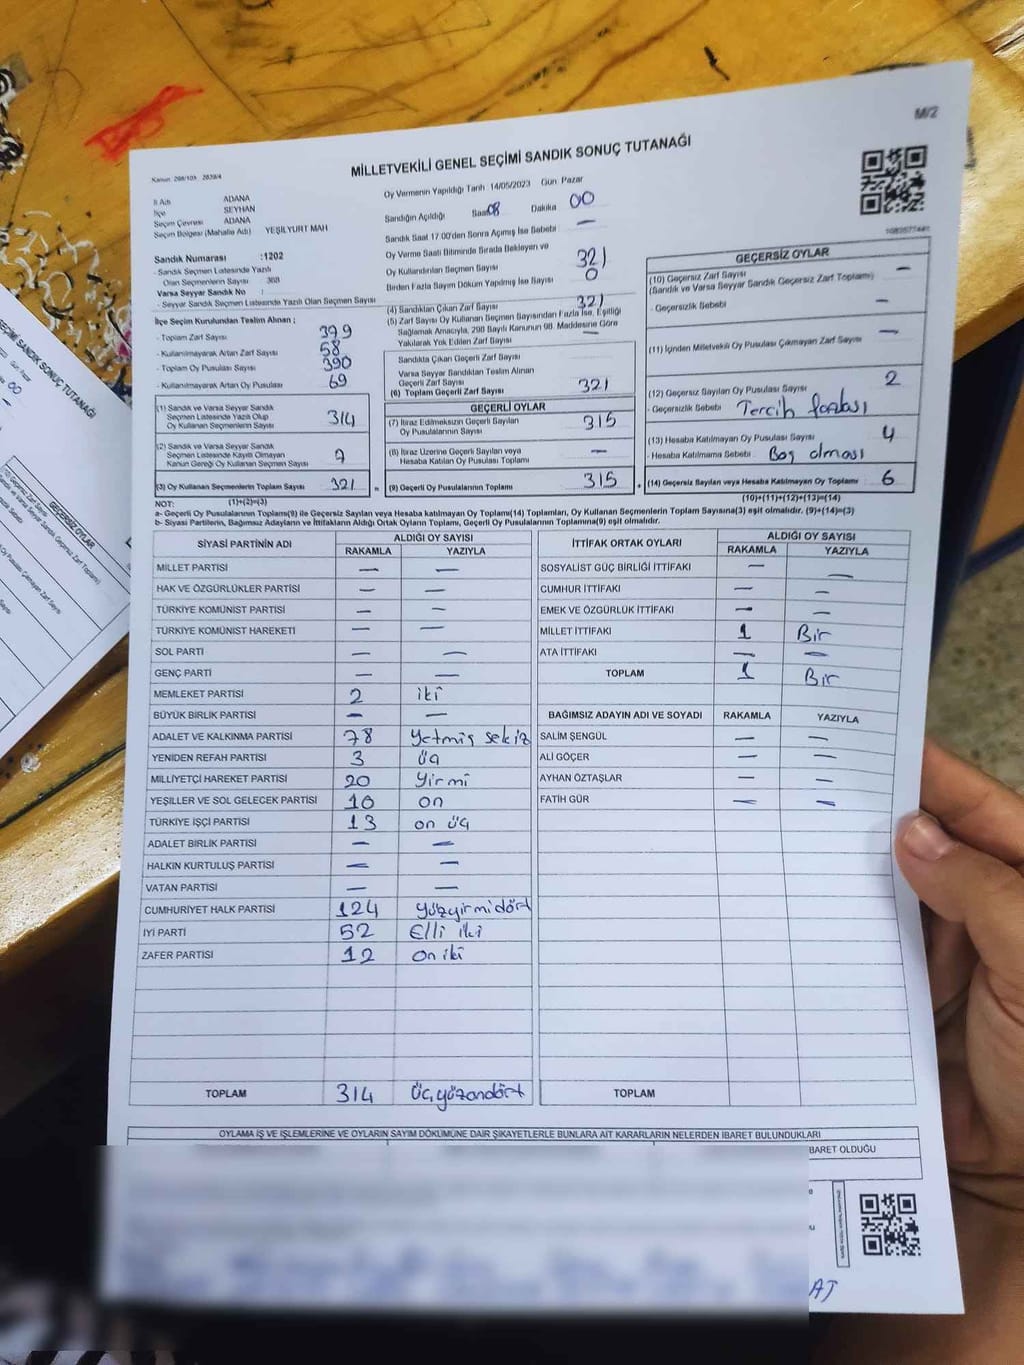 M/2
MİLLETVEKİLİ GENEL SEÇİMİ SANDIK SONUÇ TUTANAĞI
Kanun: 298/105 2839/4
İl Adı ADANA
İlçe SEYHAN
Seçim Çevresi ADANA
Seçim Bölgesi (Mahalle Adı) YEŞİLYURT MAH
Sandık Numarası :1202
- Sandık Seçmen Listesinde Yazılı
Olan Seçmenlerin Sayısı 368
Varsa Seyyar Sandık No :
- Seyyar Sandık Seçmen Listesinde Yazılı Olan Seçmen Sayısı
Oy Vermenin Yapıldığı Tarih :14/05/2023 Gün: Pazar
Sandığın Açıldığı Saat 08 Dakika 00
Sandık Saat 17.00'den Sonra Açımış İse Sebebi —
Oy Verme Saati Bitiminde Sırada Bekleyen ve
Oy Kullandırılan Seçmen Sayısı 321
Birden Fazla Sayım Döküm Yapılmış İse Sayısı 0
İlçe Seçim Kurulundan Teslim Alınan ;
- Toplam Zarf Sayısı 379
- Kullanılmayarak Artan Zarf Sayısı 58
- Toplam Oy Pusulası Sayısı 390
- Kullanılmayarak Artan Oy Pusulası 69
(1) Sandık ve Varsa Seyyar Sandık
Seçmen Listesinde Yazılı Olup
Oy Kullanan Seçmenlerin Sayısı 314
(2) Sandık ve Varsa Seyyar Sandık
Seçmen Listesinde Kayıtlı Olmayan
Kanun Gereği Oy Kullanan Seçmen Sayısı 7
(3) Oy Kullanan Seçmenlerin Toplam Sayısı 321 =
(1)+(2)=(3)
(4) Sandıktan Çıkan Zarf Sayısı 321
(5) Zarf Sayısı Oy Kullanan Seçmen Sayısından Fazla İse, Eşitliği
Sağlamak Amacıyla, 298 Sayılı Kanunun 98. Maddesine Göre
Yakılarak Yok Edilen Zarf Sayısı —
Sandıkta Çıkan Geçerli Zarf Sayısı
Varsa Seyyar Sandıktan Teslim Alınan
Geçerli Zarf Sayısı
(6) Toplam Geçerli Zarf Sayısı 321
GEÇERLİ OYLAR
(7) İtiraz Edilmeksizin Geçerli Sayılan
Oy Pusulalarının Sayısı 315
(8) İtiraz Üzerine Geçerli Sayılan veya
Hesaba Katılan Oy Pusulası Toplamı —
(9) Geçerli Oy Pusulalarının Toplamı 315 +
GEÇERSİZ OYLAR
(10) Geçersiz Zarf Sayısı —
(Sandık ve Varsa Seyyar Sandık Geçersiz Zarf Toplamı)
- Geçersizlik Sebebi —
(11) İçinden Milletvekili Oy Pusulası Çıkmayan Zarf Sayısı —
(12) Geçersiz Sayılan Oy Pusulası Sayısı 2
- Geçersizlik Sebebi Tercih fazlası
(13) Hesaba Katılmayan Oy Pusulası Sayısı 4
- Hesaba Katılmama Sebebi Boş olması
(14) Geçersiz Sayılan veya Hesaba Katılmayan Oy Toplamı 6
(10)+(11)+(12)+(13)=(14)
NOT:
a- Geçerli Oy Pusulasının Toplamı(9) ile Geçersiz Sayılan veya Hesaba katılmayan Oy Toplamı(14) Toplamları, Oy Kullanan Seçmenlerin Toplam Sayısına(3) eşit olmalıdır. (9)+(14)=(3)
b- Siyasi Partilerin, Bağımsız Adayların ve İttifakların Aldığı Ortak Oyların Toplamı, Geçerli Oy Pusulasının Toplamına(9) eşit olmalıdır.
SİYASİ PARTİNİN ADI ALDIĞI OY SAYISI
RAKAMLA YAZIYLA
MİLLET PARTİSİ — —
HAK VE ÖZGÜRLÜKLER PARTİSİ — —
TÜRKİYE KOMÜNİST PARTİSİ — —
TÜRKİYE KOMÜNİST HAREKETİ — —
SOL PARTİ — —
GENÇ PARTİ — —
MEMLEKET PARTİSİ 2 iki
BÜYÜK BİRLİK PARTİSİ — —
ADALET VE KALKINMA PARTİSİ 78 yetmiş sekiz
YENİDEN REFAH PARTİSİ 3 üç
MİLLİYETÇİ HAREKET PARTİSİ 20 yirmi
YEŞİLLER VE SOL GELECEK PARTİSİ 10 on
TÜRKİYE İŞÇİ PARTİSİ 13 on üç
ADALET BİRLİK PARTİSİ — —
HALKIN KURTULUŞ PARTİSİ — —
VATAN PARTİSİ — —
CUMHURİYET HALK PARTİSİ 124 yüzyirmidört
İYİ PARTİ 52 Elli iki
ZAFER PARTİSİ 12 on iki
TOPLAM 314 üçyüzondört
İTTİFAK ORTAK OYLARI ALDIĞI OY SAYISI
RAKAMLA YAZIYLA
SOSYALİST GÜÇ BİRLİĞİ İTTİFAKI — —
CUMHUR İTTİFAKI — —
EMEK VE ÖZGÜRLÜK İTTİFAKI — —
MİLLET İTTİFAKI 1 Bir
ATA İTTİFAKI — —
TOPLAM 1 Bir
BAĞIMSIZ ADAYIN ADI VE SOYADI RAKAMLA YAZIYLA
SALİM ŞENGÜL — —
ALİ GÖÇER — —
AYHAN ÖZTAŞLAR — —
FATİH GÜR — —
TOPLAM
OYLAMA İŞ VE İŞLEMLERİNE VE OYLARIN SAYIM DÖKÜMÜNE DAİR ŞİKAYETLERLE BUNLARA AİT KARARLARIN NELERDEN İBARET BULUNDUKLARI
BARET OLDUĞU
AT
SEÇİMİ SANDIK SONUÇ TUTANAĞI
GEÇERSİZ OYLAR